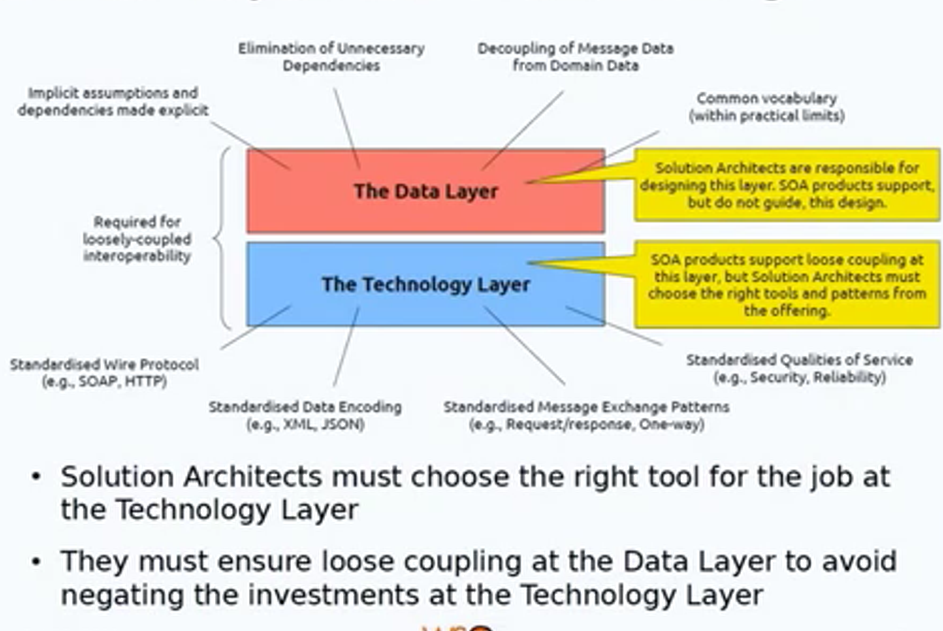 Elimination of Unnecessary
Dependencies
Decoupling of Message Data
from Domain Data
Implicit assumptions and
dependencies made explicit
Common vocabulary
(within practical limits)
The Data Layer
Solution Architects are responsible for
designing this layer. SOA products support,
but do not guide, this design.
Required for
loosely-coupled
interoperability
The Technology Layer
SOA products support loose coupling at
this layer, but Solution Architects must
choose the right tools and patterns from
the offering.
Standardised Wire Protocol
(e.g., SOAP, HTTP)
Standardised Qualities of Service
(e.g., Security, Reliability)
Standardised Data Encoding
(e.g., XML, JSON)
Standardised Message Exchange Patterns
(e.g., Request/response, One-way)
• Solution Architects must choose the right tool for the job at
the Technology Layer
• They must ensure loose coupling at the Data Layer to avoid
negating the investments at the Technology Layer